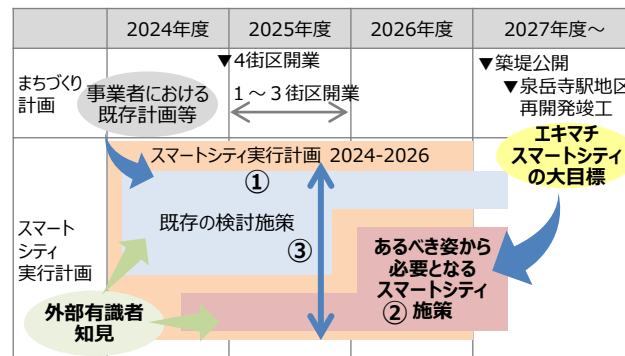 2024年度 2025年度 2026年度 2027年度～
まちづくり
計画
事業者における
既存計画等
▼4街区開業
1～3街区開業
▼築堤公開
▼泉岳寺駅地区
再開発竣工
エキマチ
スマートシティ
の大目標
スマートシティ実行計画 2024-2026
①
既存の検討施策
③
スマート
シティ
実行計画
あるべき姿から
必要となる
スマートシティ
② 施策
外部有識者
知見